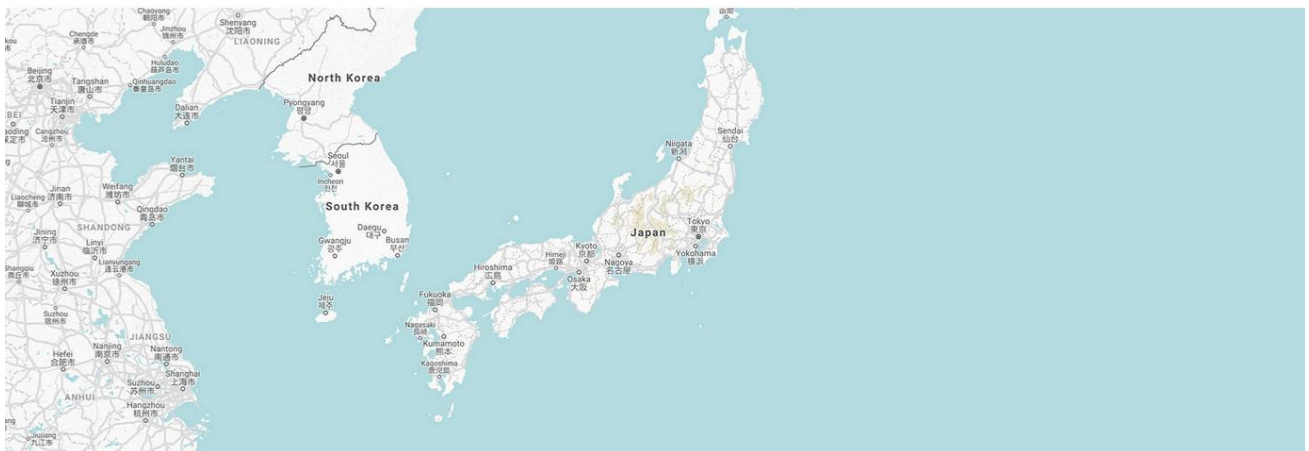 Chaoyang
朝阳市
Shenyang
沈阳市
Jinzhou
锦州市
LIAONING
Chengde
承德市
Huludao
葫芦岛市
Beijing
北京市
Tangshan
唐山市
Qinhuangdao
秦皇岛市
North Korea
Tianjin
天津市
Dalian
大连市
Pyongyang
평양
Cangzhou
沧州市
Yantai
烟台市
Seoul
서울
Incheon
인천
Niigata
新潟
Sendai
仙台
Jinan
济南市
Weifang
潍坊市
Liaocheng
聊城市
Qingdao
青岛市
South Korea
SHANDONG
Jining
济宁市
Linyi
临沂市
Daegu
대구
Gwangju
광주
Busan
부산
Tokyo
東京
Japan
Yokohama
横浜
Kyoto
京都
Himeji
姫路
Nagoya
名古屋
Osaka
大阪
Hiroshima
広島
Lianyungang
连云港市
Xuzhou
徐州市
Suzhou
宿州市
Jeju
제주
Fukuoka
福岡
Nagasaki
長崎
Kumamoto
熊本
Kagoshima
鹿児島
JIANGSU
Hefei
合肥市
Nanjing
南京市
Nantong
南通市
Suzhou
苏州市
Shanghai
上海市
ANHUI
Hangzhou
杭州市
Jiujiang
九江市